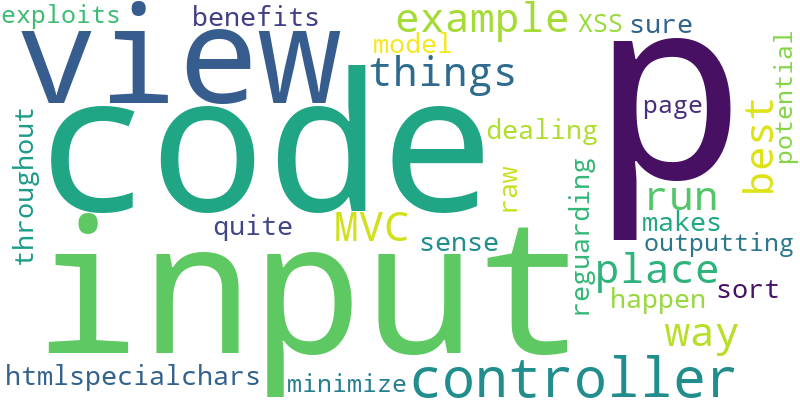 exploits
benefits
example
XSS
sure
view
model
things
p
page
potential
code
dealing
best
throughout
raw
reguarding
run
quite
MVC
sense
makes
outputting
input
place
happen
sort
way
htmlspecialchars
minimize
controller